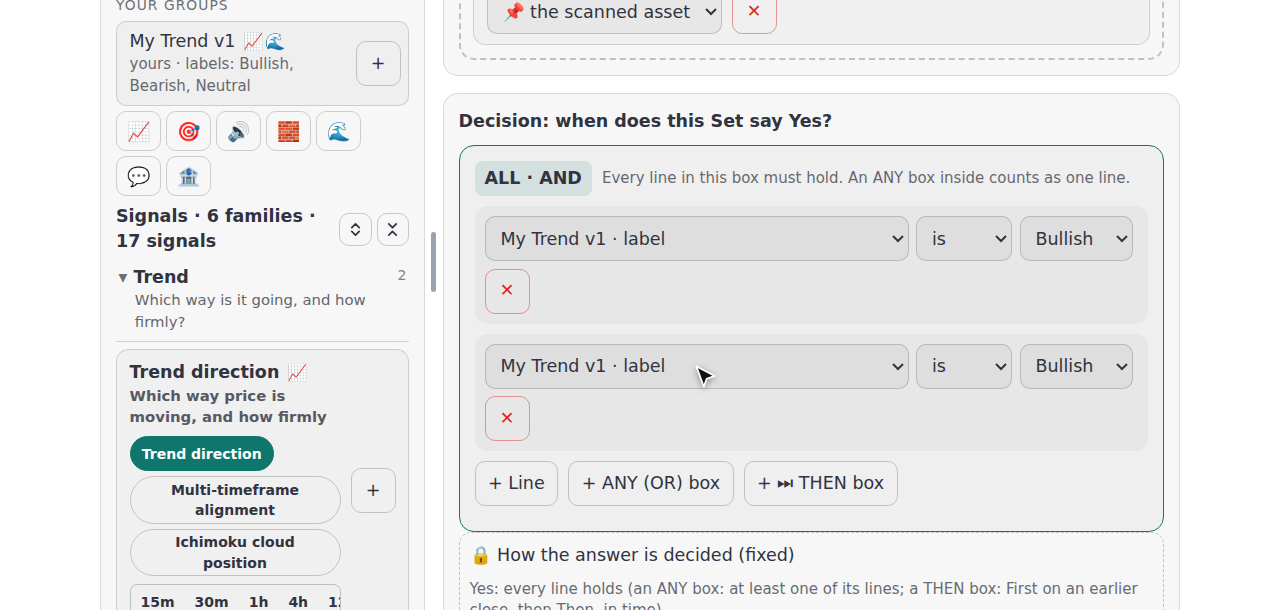 YOUR GROUPS
My Trend v1 📈🌊
yours · labels: Bullish,
Bearish, Neutral
+
Signals · 6 families ·
17 signals
▼ Trend 2
Which way is it going, and how
firmly?
Trend direction 📈
Which way price is
moving, and how firmly
Trend direction
Multi-timeframe
alignment
+
Ichimoku cloud
position
15m 30m 1h 4h
📌 the scanned asset ✕
Decision: when does this Set say Yes?
ALL · AND Every line in this box must hold. An ANY box inside counts as one line.
My Trend v1 · label is Bullish
✕
My Trend v1 · label is Bullish
✕
+ Line + ANY (OR) box + ⏭ THEN box
🔒 How the answer is decided (fixed)
Yes: every line holds (an ANY box: at least one of its lines; a THEN box: First on an earlier
close, then Then, in time)